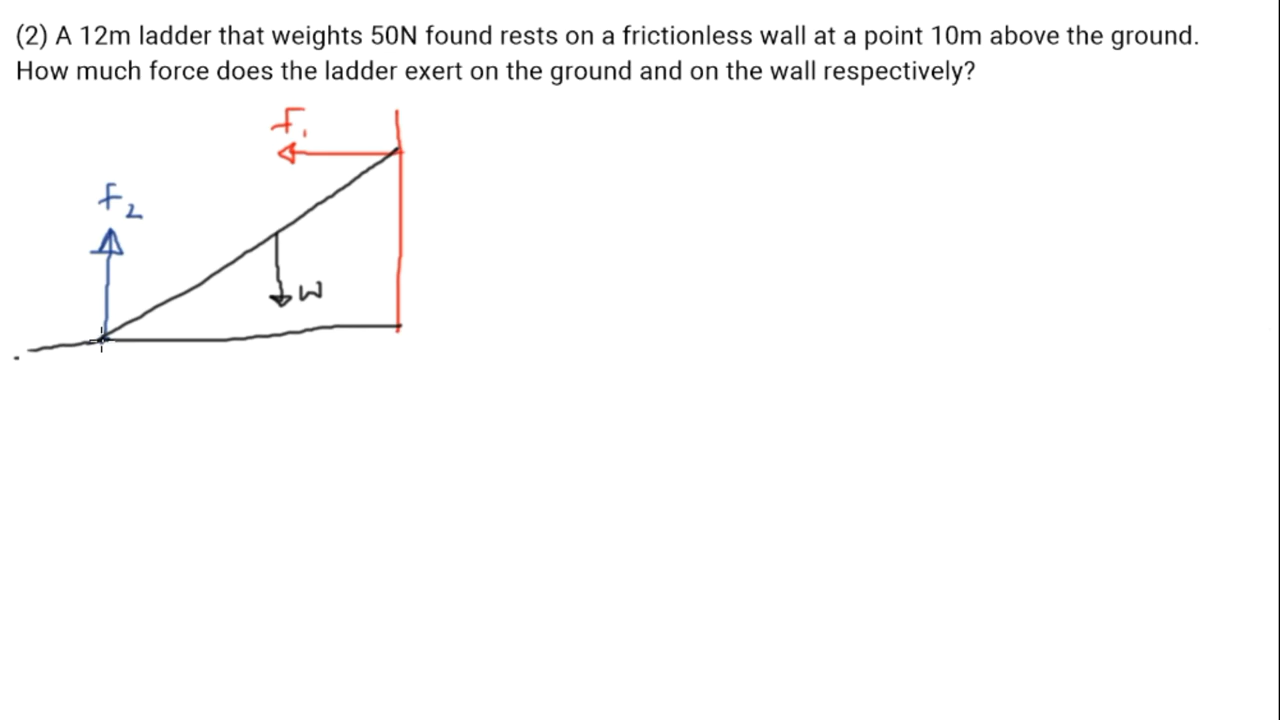 (2) A 12m ladder that weights 50N found rests on a frictionless wall at a point 10m above the ground.
How much force does the ladder exert on the ground and on the wall respectively?
F₁
F₂
W